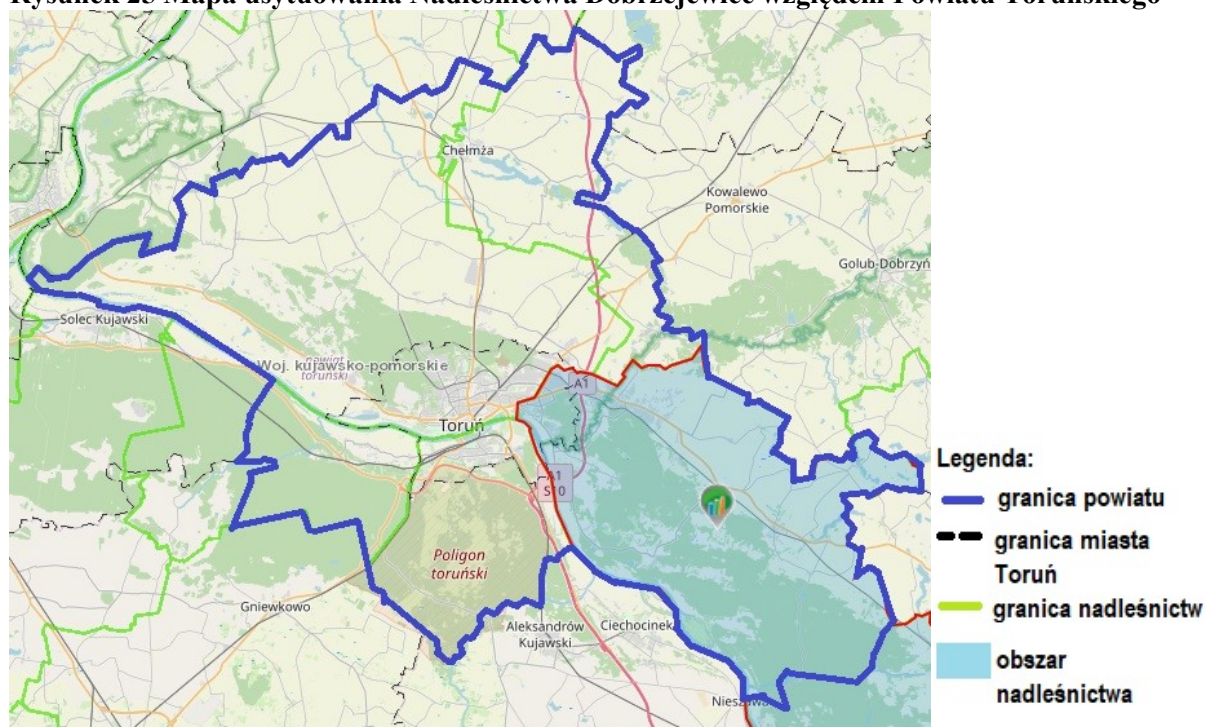 Rysunek 23 Mapa usytuowania Nadleśnictwa Dobrzejewice względem Powiatu Toruńskiego
Chełmża
Kowalewo
Pomorskie
Golub-Dobrzyń
Solec Kujawski
Woj. kujawsko-pomorskie
powiat
toruński
A1
Toruń
A1
S10
Poligon
toruński
Gniewkowo
Aleksandrów
Kujawski
Ciechocinek
Nieszawa
Legenda:
granica powiatu
granica miasta
Toruń
granica nadleśnictw
obszar
nadleśnictwa